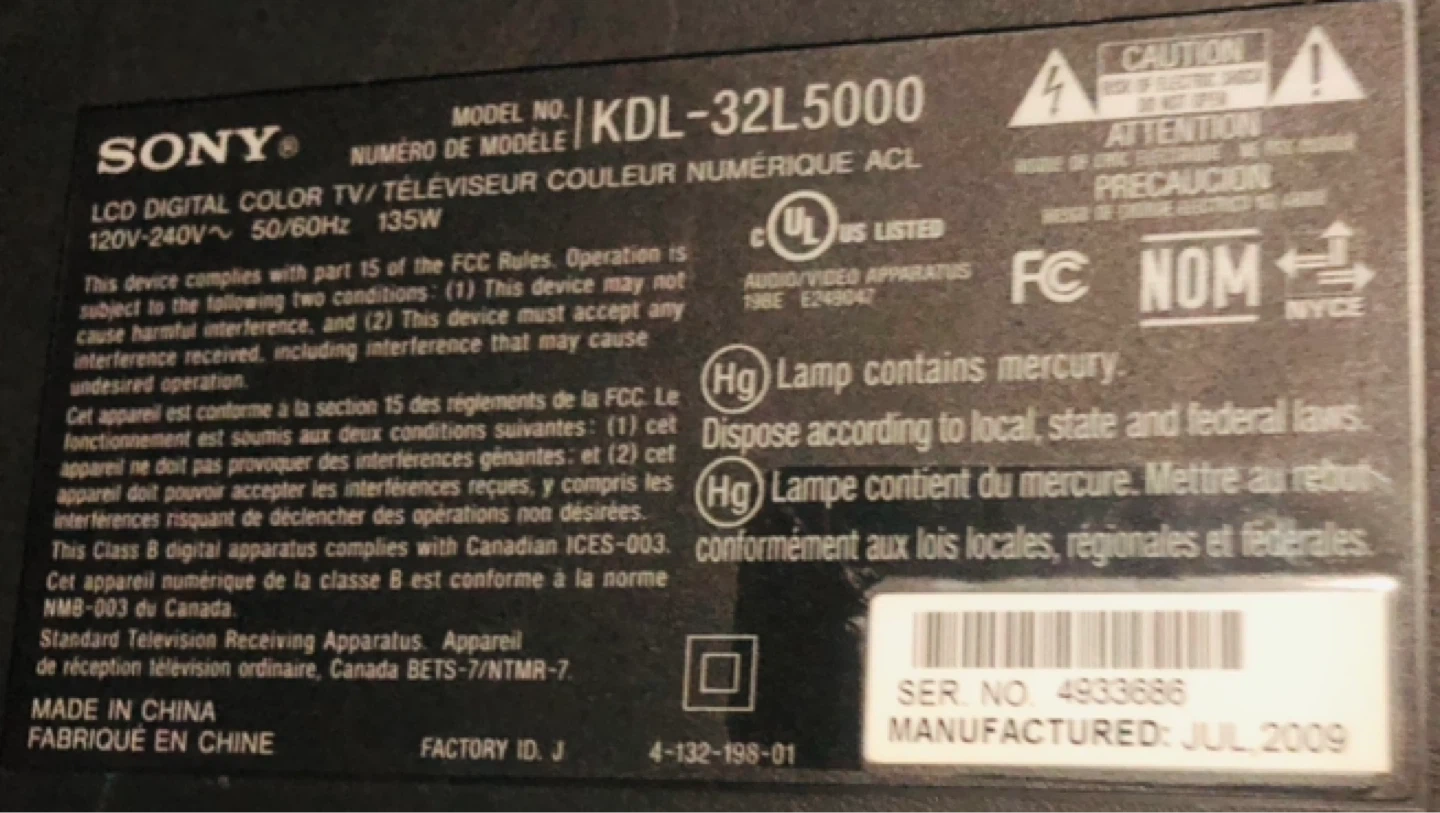 SONY®
MODEL NO.
NUMÉRO DE MODÈLE
KDL-32L5000
LCD DIGITAL COLOR TV/TÉLÉVISEUR COULEUR NUMÉRIQUE ACL
120V-240V~ 50/60Hz 135W
This device complies with part 15 of the FCC Rules. Operation is
subject to the following two conditions: (1) This device may not
cause harmful interference, and (2) This device must accept any
interference received, including interference that may cause
undesired operation.
Cet appareil est conforme à la section 15 des règlements de la FCC. Le
fonctionnement est soumis aux deux conditions suivantes: (1) cet
appareil ne doit pas provoquer des interférences gênantes; et (2) cet
appareil doit pouvoir accepter les interférences reçues, y compris les
interférences risquant de déclencher des opérations non désirées.
This Class B digital apparatus complies with Canadian ICES-003.
Cet appareil numérique de la classe B est conforme à la norme
NMB-003 du Canada.
Standard Television Receiving Apparatus. Appareil
de réception télévision ordinaire, Canada BETS-7/NTMR-7.
MADE IN CHINA
FABRIQUÉ EN CHINE
FACTORY ID. J
4-132-198-01
CAUTION
RISK OF ELECTRIC SHOCK
DO NOT OPEN
ATTENTION
PRECAUCION
c UL US LISTED
AUDIO/VIDEO APPARATUS
19BE E249047
FC
NOM
NYCE
Hg Lamp contains mercury.
Dispose according to local, state and federal laws.
Hg Lampe contient du mercure. Mettre au rebut
conformément aux lois locales, régionales et fédérales.
SER. NO. 4933686
MANUFACTURED: JUL, 2009